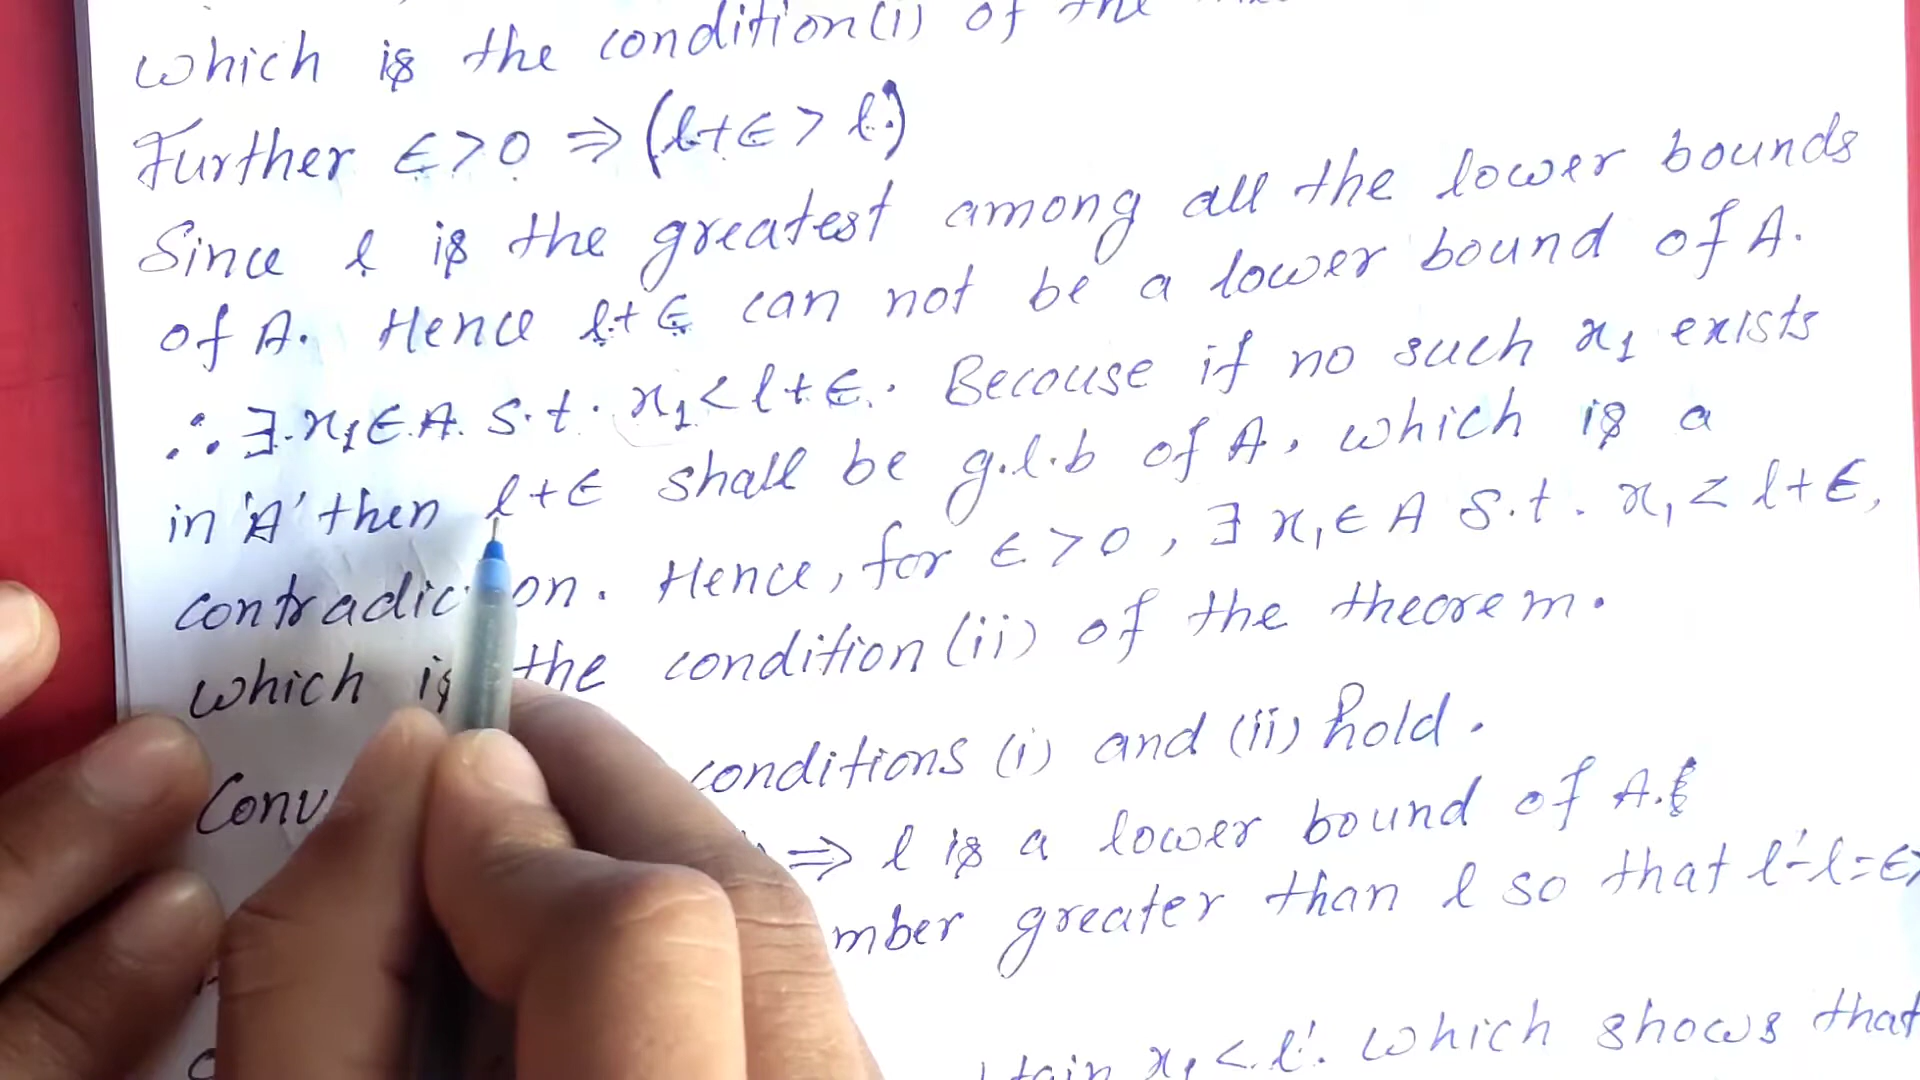 which is the condition (i) of the
Further ϵ>0 ⇒ (l+ϵ > l.)
Since l is the greatest among all the lower bounds
of A. Hence l+ϵ can not be a lower bound of A.
∴ ∃ x₁ ϵ A s.t. x₁ < l+ϵ. Becouse if no such x₁ exists
in 'A' then l+ϵ shall be g.l.b of A, which is a
on. Hence, for ϵ>0, ∃ x₁ ϵ A s.t. x₁ < l+ϵ,
which is the condition (ii) of the theorem.
Conv conditions (i) and (ii) hold.
⇒ l is a lower bound of A.
mber greater than l so that l'-l=ϵ>
x₁ < l'. which shows that